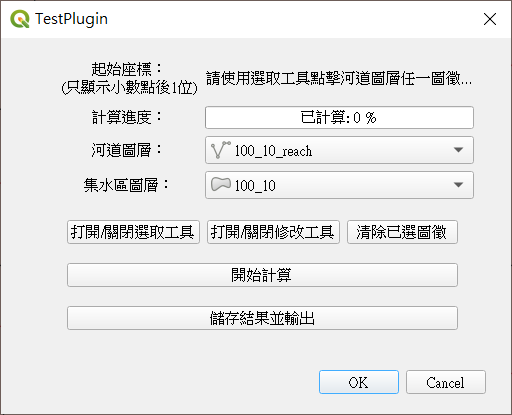 TestPlugin
起始座標：
(只顯示小數點後1位)
請使用選取工具點擊河道圖層任一圖徵...
計算進度：
已計算: 0 %
河道圖層：
100_10_reach
集水區圖層：
100_10
打開/關閉選取工具
打開/關閉修改工具
清除已選圖徵
開始計算
儲存結果並輸出
OK
Cancel